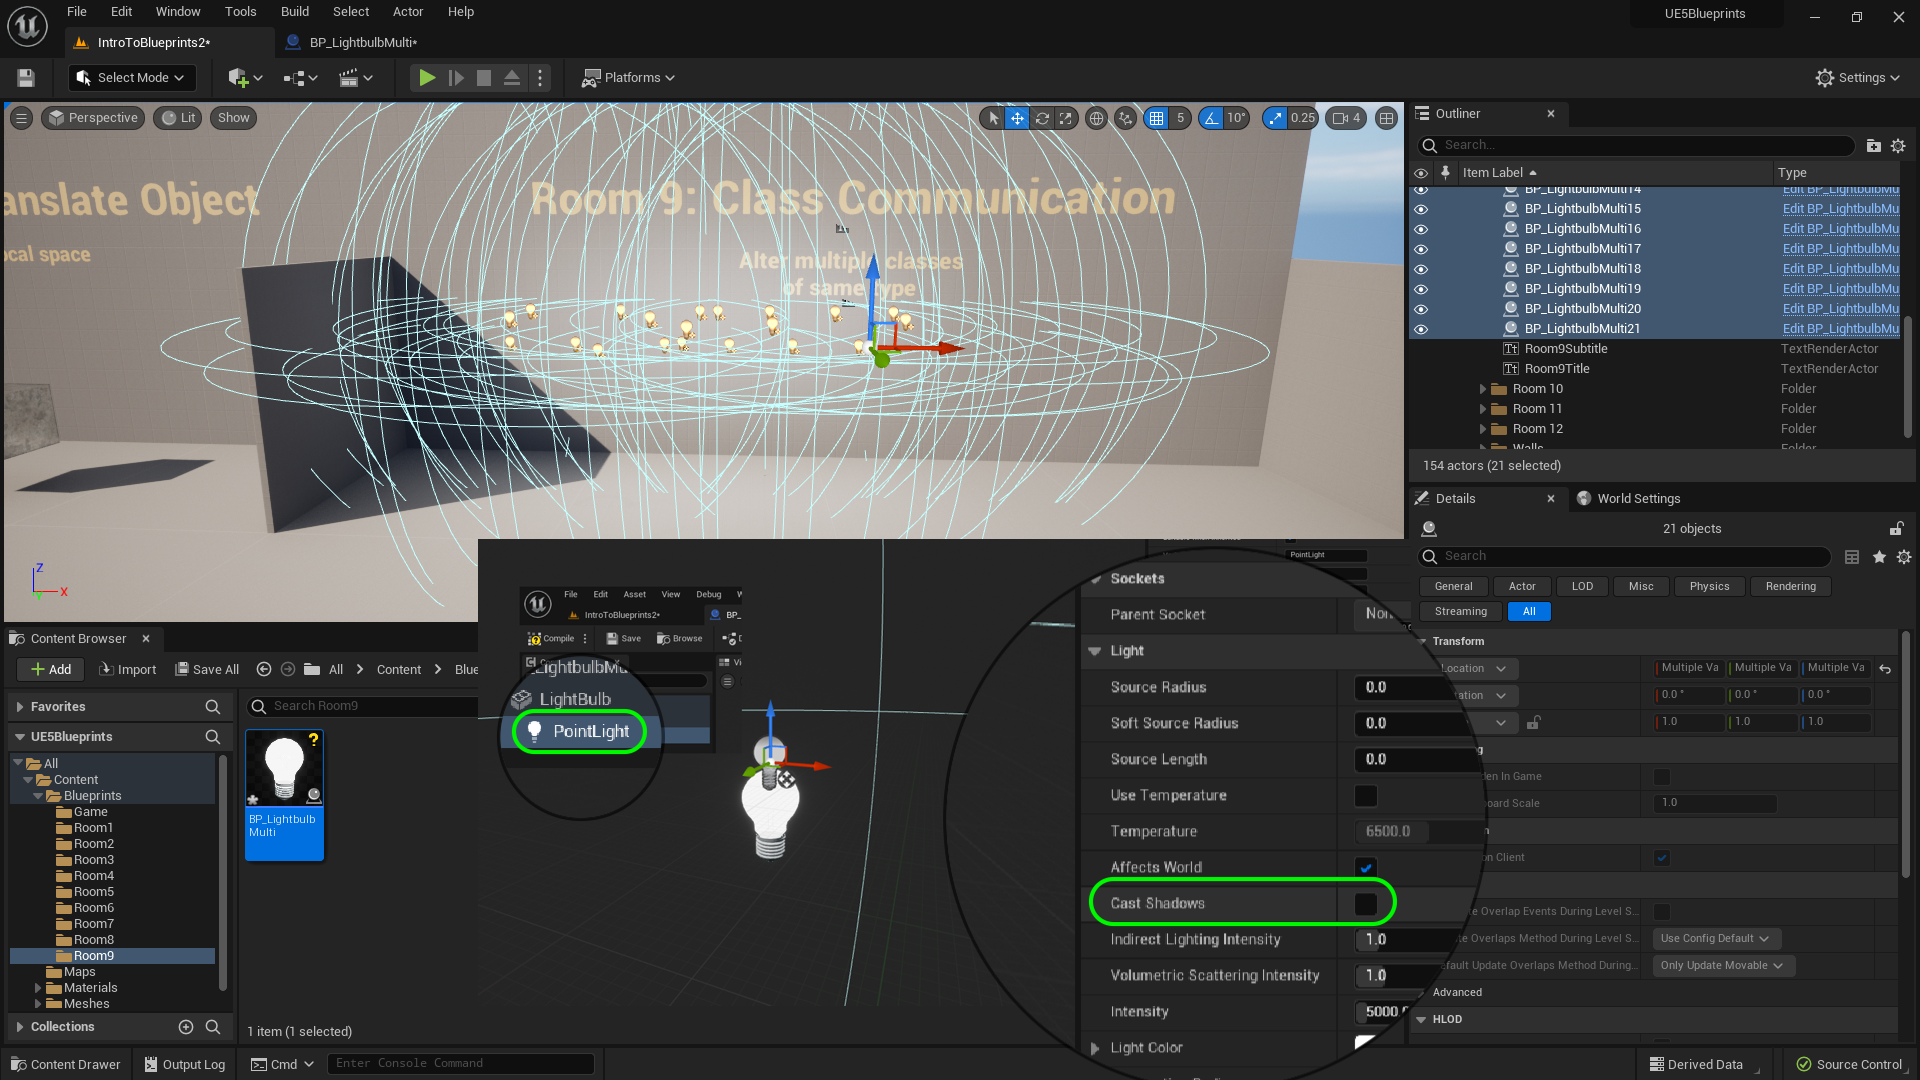 File Edit Window Tools Build Select Actor Help
UE5Blueprints
IntroToBlueprints2*
BP_LightbulbMulti*
Select Mode
Platforms
Settings
Perspective
Lit
Show
5
10°
0.25
4
anslate Object
ocal space
Room 9: Class Communication
Alter multiple classes
of same type
Z
X
Y
Outliner
Search...
Item Label
Type
BP_LightbulbMulti14 Edit BP_LightbulbMu
BP_LightbulbMulti15 Edit BP_LightbulbMu
BP_LightbulbMulti16 Edit BP_LightbulbMu
BP_LightbulbMulti17 Edit BP_LightbulbMu
BP_LightbulbMulti18 Edit BP_LightbulbMu
BP_LightbulbMulti19 Edit BP_LightbulbMu
BP_LightbulbMulti20 Edit BP_LightbulbMu
BP_LightbulbMulti21 Edit BP_LightbulbMu
Room9Subtitle TextRenderActor
Room9Title TextRenderActor
Room 10 Folder
Room 11 Folder
Room 12 Folder
Walls Folder
154 actors (21 selected)
Details
World Settings
21 objects
Search
General Actor LOD Misc Physics Rendering
Streaming All
Transform
Location Multiple Va Multiple Va Multiple Va
tation 0.0 ° 0.0 ° 0.0 °
1.0 1.0 1.0
den In Game
oard Scale 1.0
on Client
te Overlap Events During Level S...
te Overlaps Method During Level S... Use Config Default
efault Update Overlaps Method During... Only Update Movable
Advanced
HLOD
Content Browser
Add
Import
Save All
All
Content
Blue
Favorites
UE5Blueprints
All
Content
Blueprints
Game
Room1
Room2
Room3
Room4
Room5
Room6
Room7
Room8
Room9
Maps
Materials
Meshes
Collections
Search Room9
?
BP_Lightbulb
Multi
1 item (1 selected)
File Edit Asset View Debug W
IntroToBlueprints2*
BP_
Compile
Save
Browse
Vi
LightbulbMu
LightBulb
PointLight
PointLight
Sockets
Parent Socket
Light
Source Radius 0.0
Soft Source Radius 0.0
Source Length 0.0
Use Temperature
Temperature 6500.0
Affects World
Cast Shadows
Indirect Lighting Intensity 1.0
Volumetric Scattering Intensity 1.0
Intensity 5000.0
Light Color
Content Drawer
Output Log
Cmd
Enter Console Command
Derived Data
Source Control